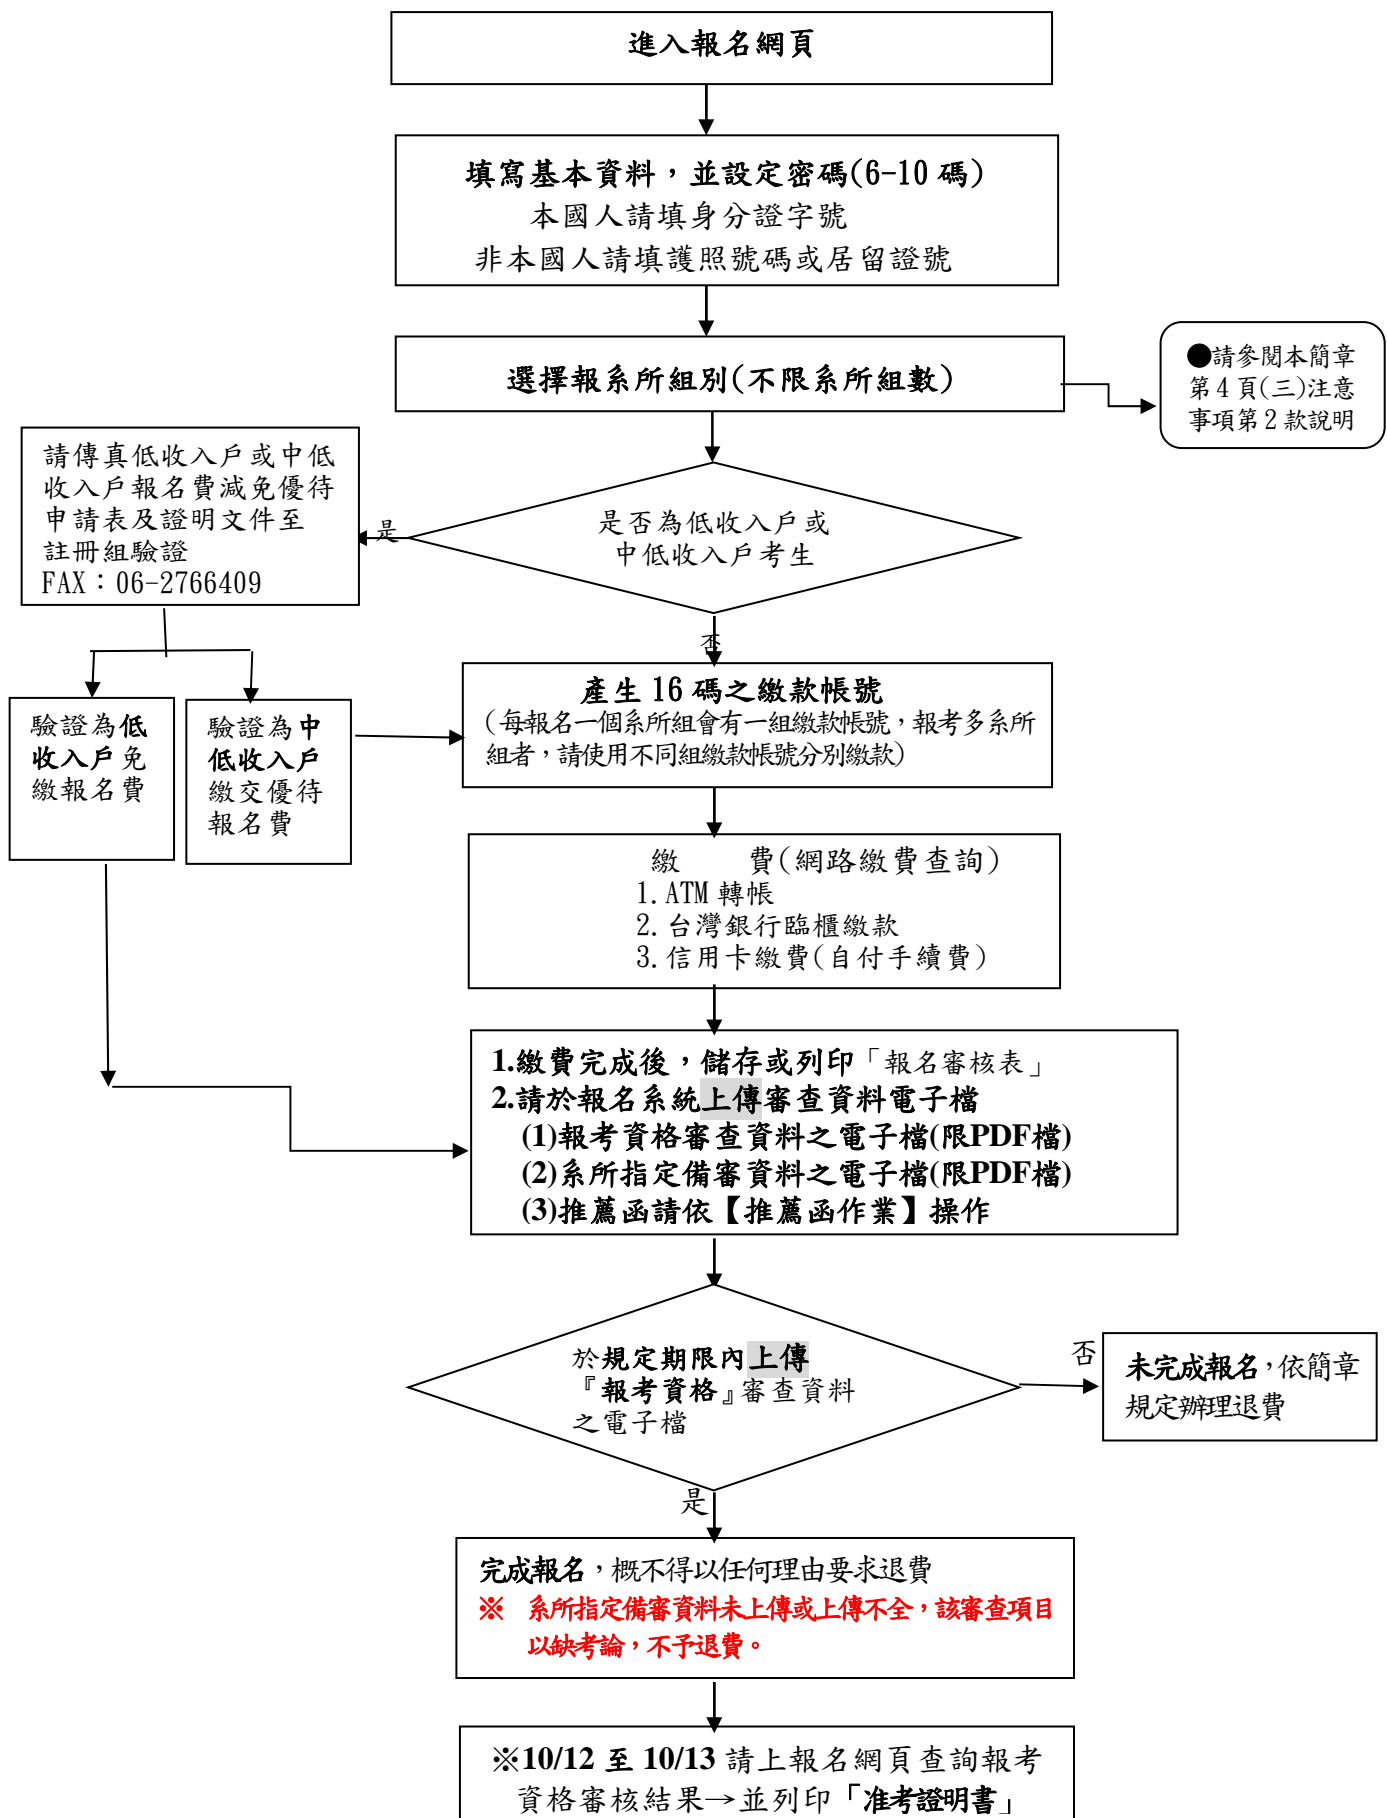 進入報名網頁
填寫基本資料，並設定密碼(6-10 碼)
本國人請填身分證字號
非本國人請填護照號碼或居留證號
選擇報系所組別(不限系所組數)
●請參閱本簡章
第 4 頁(三)注意
事項第 2 款說明
是否為低收入戶或
中低收入戶考生
是
請傳真低收入戶或中低
收入戶報名費減免優待
申請表及證明文件至
註冊組驗證
FAX：06-2766409
否
驗證為低
收入戶免
繳報名費
驗證為中
低收入戶
繳交優待
報名費
產生 16 碼之繳款帳號
(每報名一個系所組會有一組繳款帳號，報考多系所
組者，請使用不同組繳款帳號分別繳款)
繳　　費(網路繳費查詢)
1.ATM 轉帳
2.台灣銀行臨櫃繳款
3.信用卡繳費(自付手續費)
1.繳費完成後，儲存或列印「報名審核表」
2.請於報名系統上傳審查資料電子檔
(1)報考資格審查資料之電子檔(限PDF檔)
(2)系所指定備審資料之電子檔(限PDF檔)
(3)推薦函請依【推薦函作業】操作
於規定期限內上傳
『報考資格』審查資料
之電子檔
否
未完成報名，依簡章
規定辦理退費
是
完成報名，概不得以任何理由要求退費
※ 系所指定備審資料未上傳或上傳不全，該審查項目
以缺考論，不予退費。
※10/12 至 10/13 請上報名網頁查詢報考
資格審核結果→並列印「准考證明書」